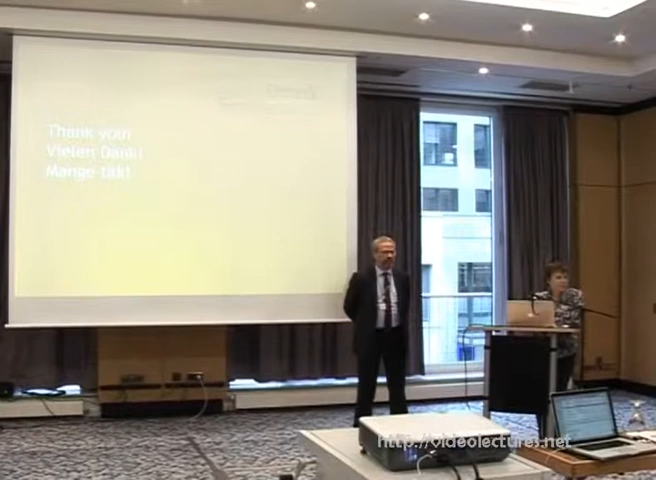 Thank you!
Vielen Dank!
Mange takk!
http://videolectures.net